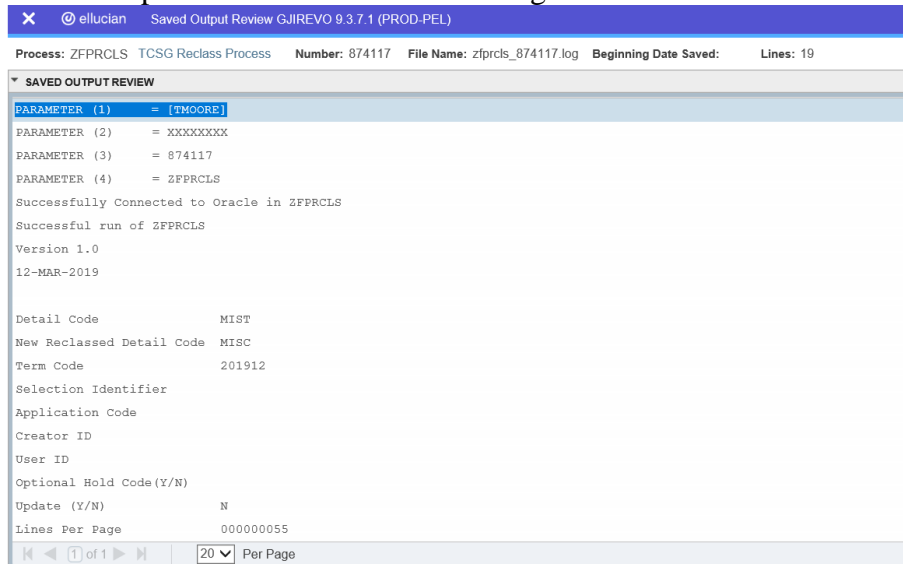 ✕ @ ellucian Saved Output Review GJIREVO 9.3.7.1 (PROD-PEL)
Process: ZFPRCLS TCSG Reclass Process Number: 874117 File Name: zfprcls_874117.log Beginning Date Saved: Lines: 19
SAVED OUTPUT REVIEW
PARAMETER (1) = [TMOORE]
PARAMETER (2) = XXXXXXXX
PARAMETER (3) = 874117
PARAMETER (4) = ZFPRCLS
Successfully Connected to Oracle in ZFPRCLS
Successful run of ZFPRCLS
Version 1.0
12-MAR-2019
Detail Code MIST
New Reclassed Detail Code MISC
Term Code 201912
Selection Identifier
Application Code
Creator ID
User ID
Optional Hold Code(Y/N)
Update (Y/N) N
Lines Per Page 000000055
1 of 1 20 Per Page